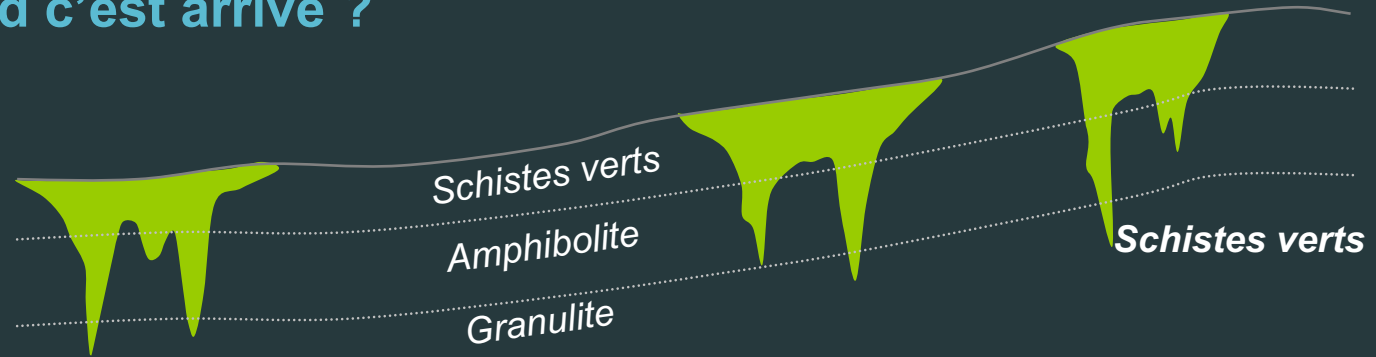 d c’est arrivé ?
Schistes verts
Amphibolite
Granulite
Schistes verts